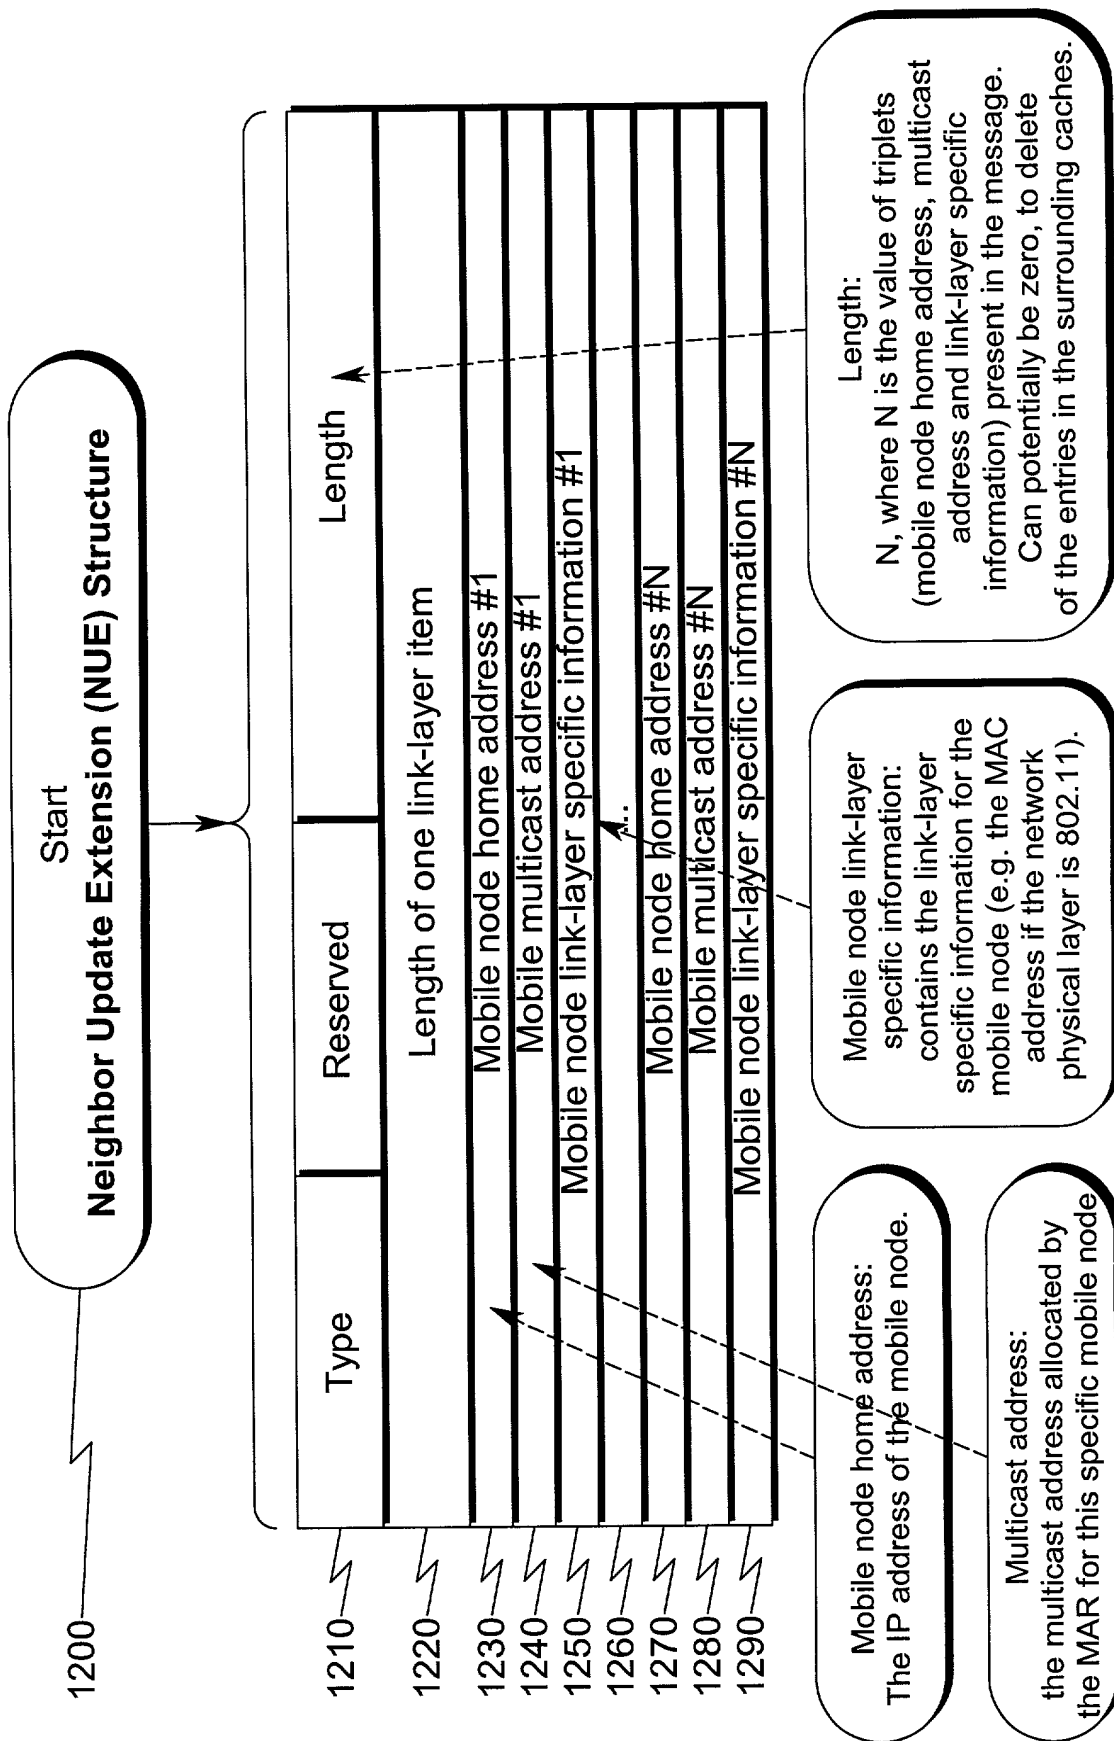 Start
Neighbor Update Extension (NUE) Structure
1200
1210
Type
Reserved
Length
1220
Length of one link-layer item
1230
Mobile node home address #1
1240
Mobile multicast address #1
1250
Mobile node link-layer specific information #1
1260
...
1270
Mobile node home address #N
1280
Mobile multicast address #N
1290
Mobile node link-layer specific information #N
Mobile node home address:
The IP address of the mobile node.
Multicast address:
the multicast address allocated by
the MAR for this specific mobile node
Mobile node link-layer
specific information:
contains the link-layer
specific information for the
mobile node (e.g. the MAC
address if the network
physical layer is 802.11).
Length:
N, where N is the value of triplets
(mobile node home address, multicast
address and link-layer specific
information) present in the message.
Can potentially be zero, to delete
of the entries in the surrounding caches.